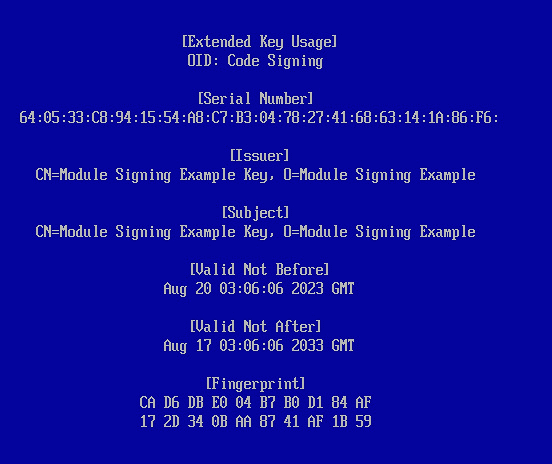 [Extended Key Usage]
OID: Code Signing
[Serial Number]
64:05:33:C8:94:15:54:A8:C7:B3:04:78:27:41:68:63:14:1A:86:F6:
[Issuer]
CN=Module Signing Example Key, O=Module Signing Example
[Subject]
CN=Module Signing Example Key, O=Module Signing Example
[Valid Not Before]
Aug 20 03:06:06 2023 GMT
[Valid Not After]
Aug 17 03:06:06 2033 GMT
[Fingerprint]
CA D6 DB E0 04 B7 B0 D1 84 AF
17 2D 34 0B AA 87 41 AF 1B 59